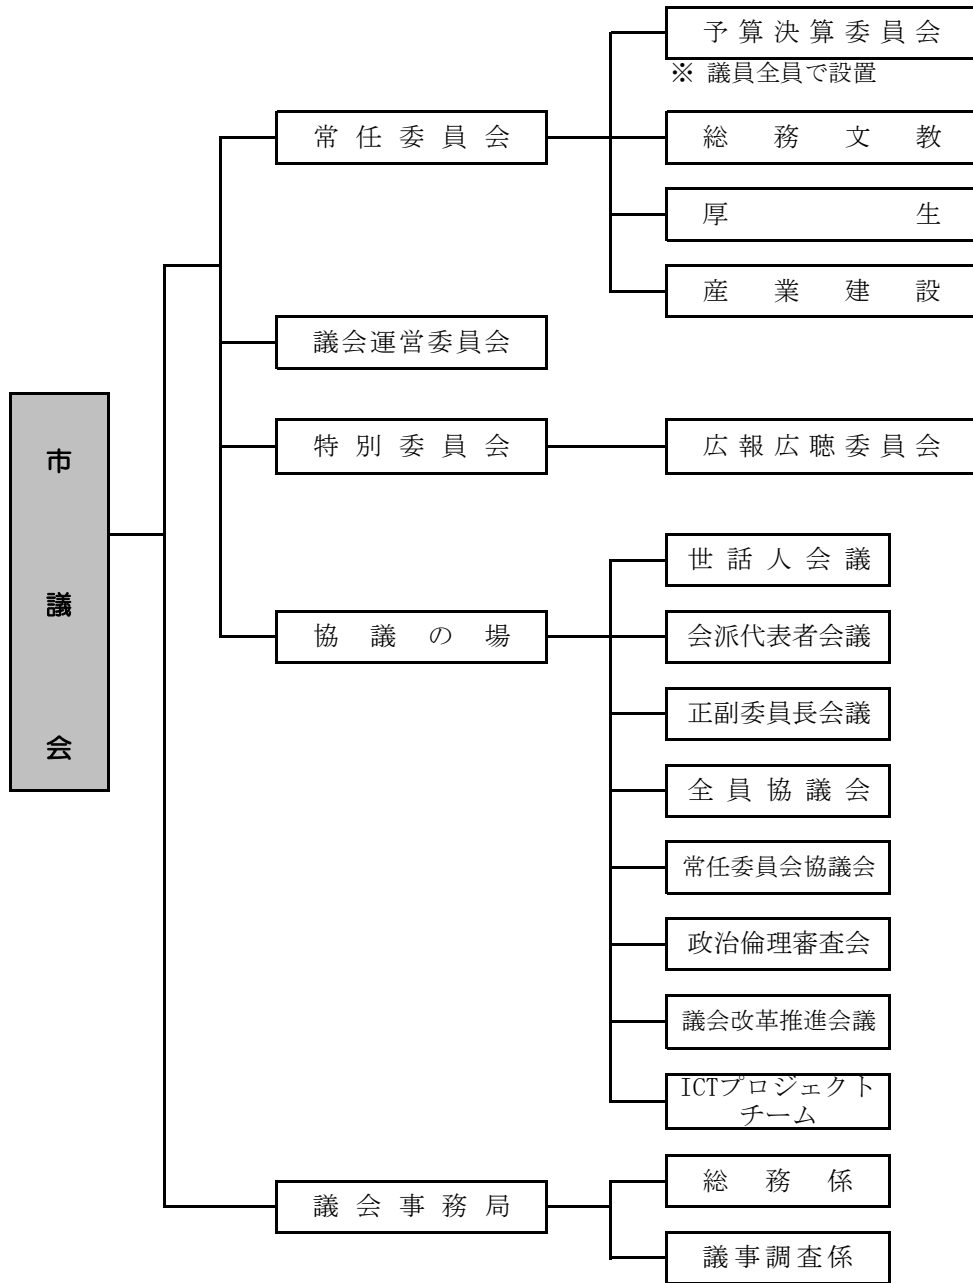 予算決算委員会
※ 議員全員で設置
常任委員会
総務文教
厚生
産業建設
議会運営委員会
市議会
特別委員会
広報広聴委員会
世話人会議
協議の場
会派代表者会議
正副委員長会議
全員協議会
常任委員会協議会
政治倫理審査会
議会改革推進会議
ICTプロジェクト
チーム
議会事務局
総務係
議事調査係